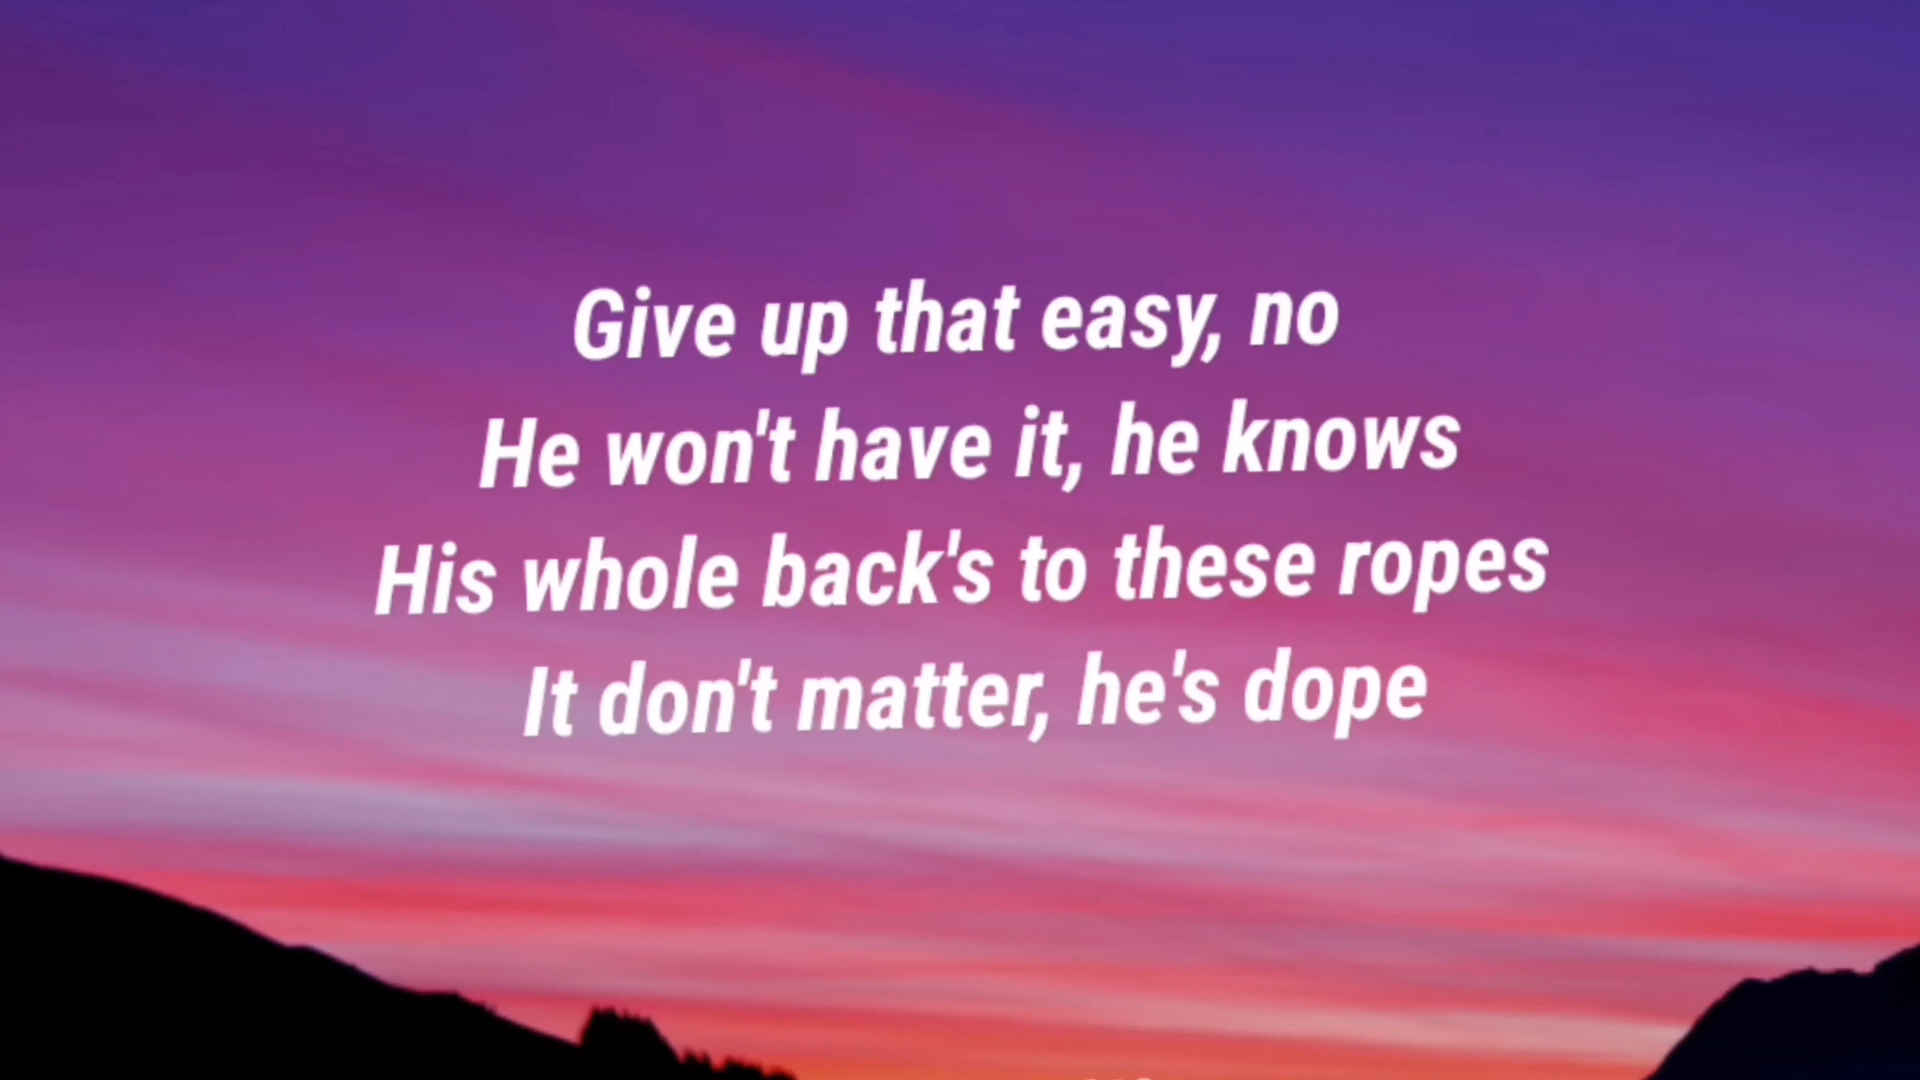 Give up that easy, no
He won't have it, he knows
His whole back's to these ropes
It don't matter, he's dope